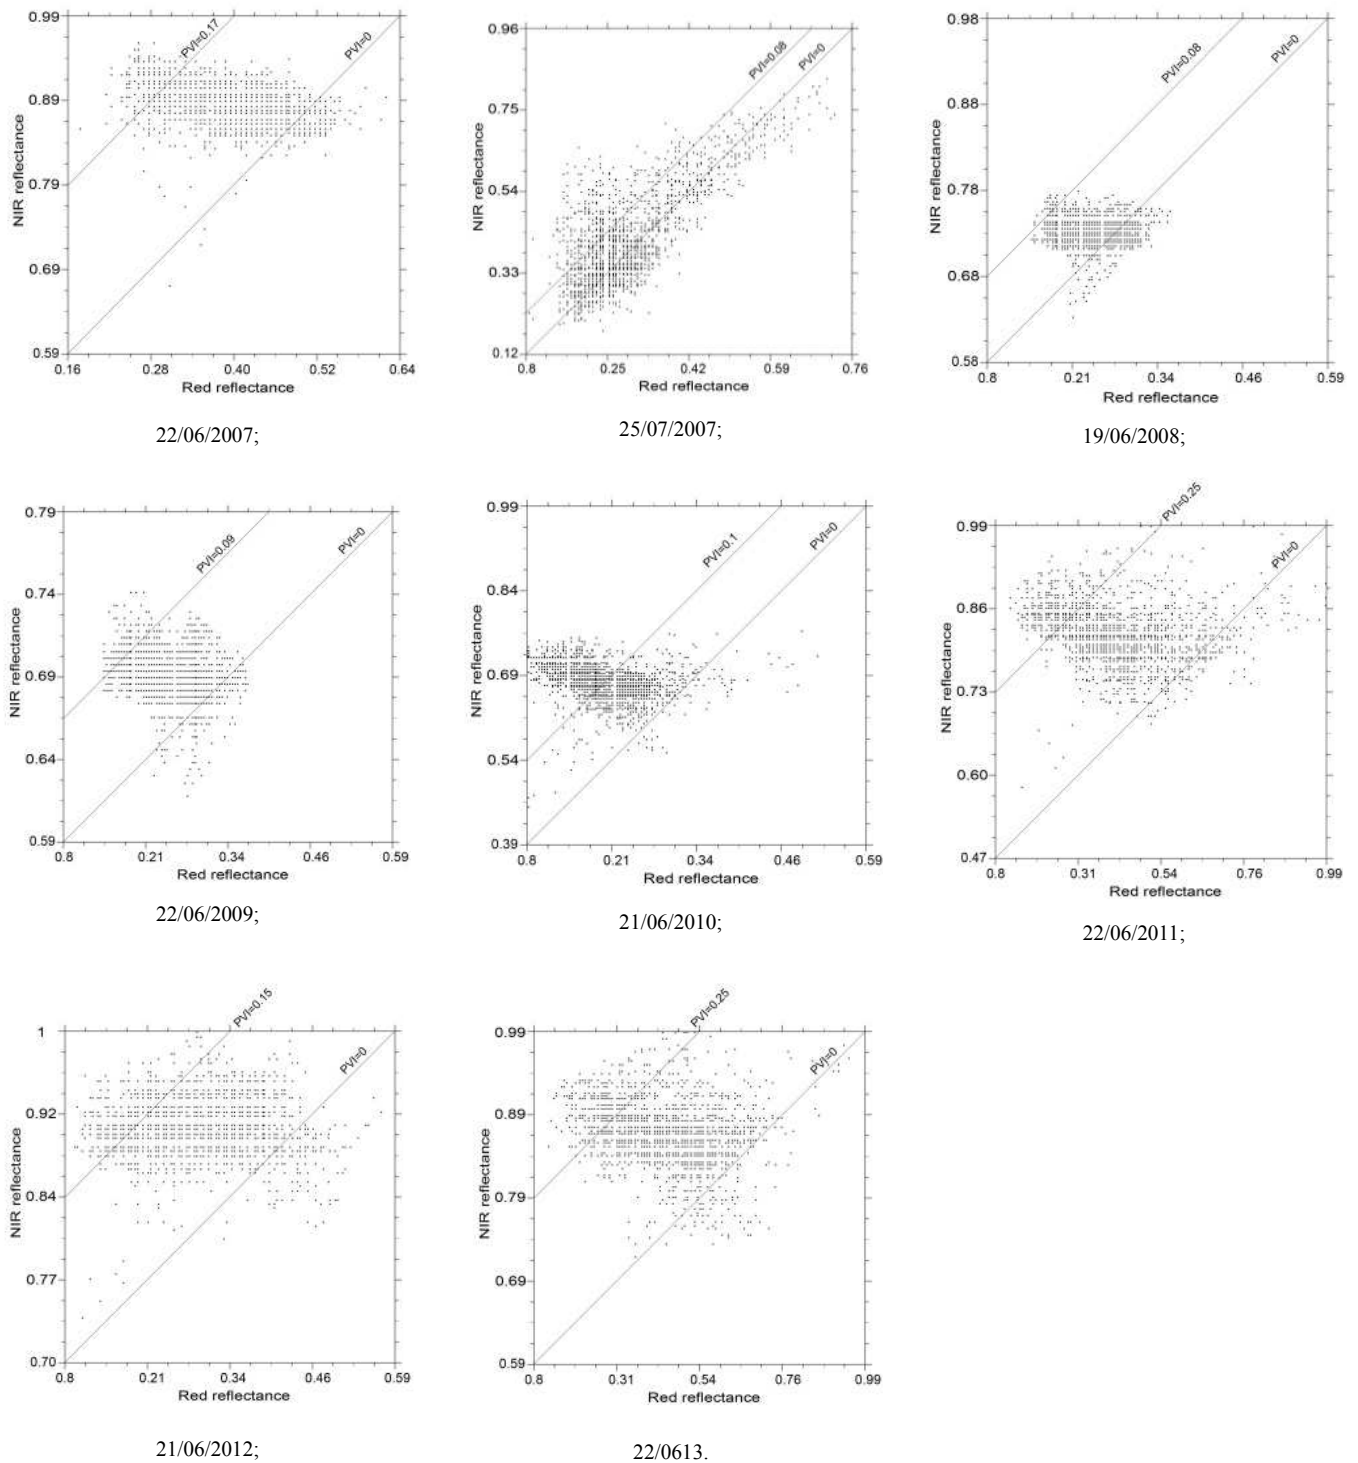 0.99
0.89
0.79
0.69
0.59
NIR reflectance
PVI=0.17
PVI=0
0.16 0.28 0.40 0.52 0.64
Red reflectance
22/06/2007;
0.96
0.75
0.54
0.33
0.12
NIR reflectance
PVI=0.08
PVI=0
0.8 0.25 0.42 0.59 0.76
Red reflectance
25/07/2007;
0.98
0.88
0.78
0.68
0.58
NIR reflectance
PVI=0.08
PVI=0
0.8 0.21 0.34 0.46 0.59
Red reflectance
19/06/2008;
0.79
0.74
0.69
0.64
0.59
NIR reflectance
PVI=0.09
PVI=0
0.8 0.21 0.34 0.46 0.59
Red reflectance
22/06/2009;
0.99
0.84
0.69
0.54
0.39
NIR reflectance
PVI=0.1
PVI=0
0.8 0.21 0.34 0.46 0.59
Red reflectance
21/06/2010;
0.99
0.86
0.73
0.60
0.47
NIR reflectance
PVI=0.25
PVI=0
0.8 0.31 0.54 0.76 0.99
Red reflectance
22/06/2011;
1
0.92
0.84
0.77
0.70
NIR reflectance
PVI=0.15
PVI=0
0.8 0.21 0.34 0.46 0.59
Red reflectance
21/06/2012;
0.99
0.89
0.79
0.69
0.59
NIR reflectance
PVI=0.25
PVI=0
0.8 0.31 0.54 0.76 0.99
Red reflectance
22/0613.